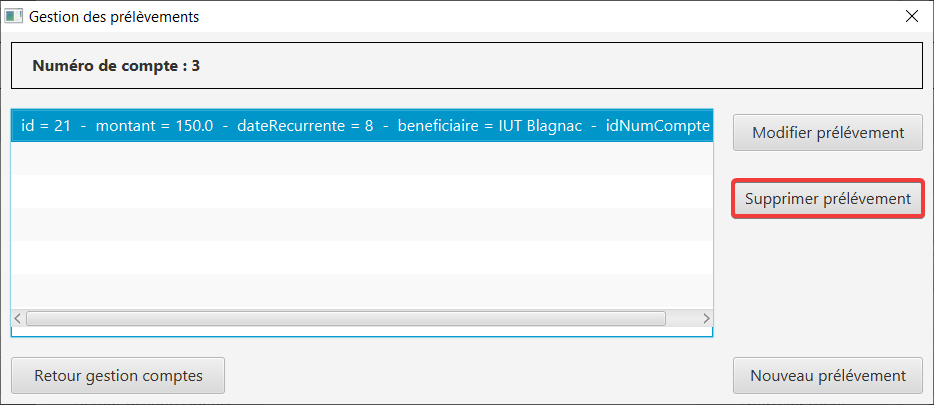 Gestion des prélèvements
Numéro de compte : 3
id = 21 - montant = 150.0 - dateRecurrente = 8 - beneficiaire = IUT Blagnac - idNumCompte
Modifier prélévement
Supprimer prélévement
Retour gestion comptes
Nouveau prélévement